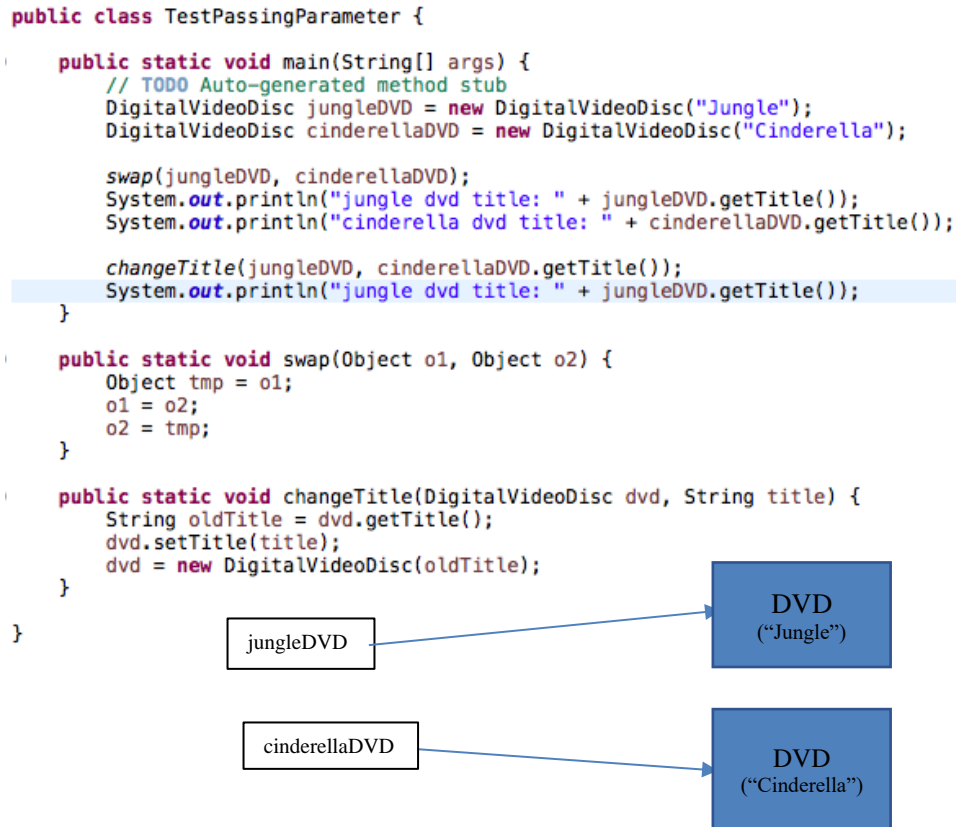 public class TestPassingParameter {
public static void main(String[] args) {
// TODO Auto-generated method stub
DigitalVideoDisc jungleDVD = new DigitalVideoDisc("Jungle");
DigitalVideoDisc cinderellaDVD = new DigitalVideoDisc("Cinderella");
swap(jungleDVD, cinderellaDVD);
System.out.println("jungle dvd title: " + jungleDVD.getTitle());
System.out.println("cinderella dvd title: " + cinderellaDVD.getTitle());
changeTitle(jungleDVD, cinderellaDVD.getTitle());
System.out.println("jungle dvd title: " + jungleDVD.getTitle());
}
public static void swap(Object o1, Object o2) {
Object tmp = o1;
o1 = o2;
o2 = tmp;
}
public static void changeTitle(DigitalVideoDisc dvd, String title) {
String oldTitle = dvd.getTitle();
dvd.setTitle(title);
dvd = new DigitalVideoDisc(oldTitle);
}
}
jungleDVD
DVD
(“Jungle”)
cinderellaDVD
DVD
(“Cinderella”)